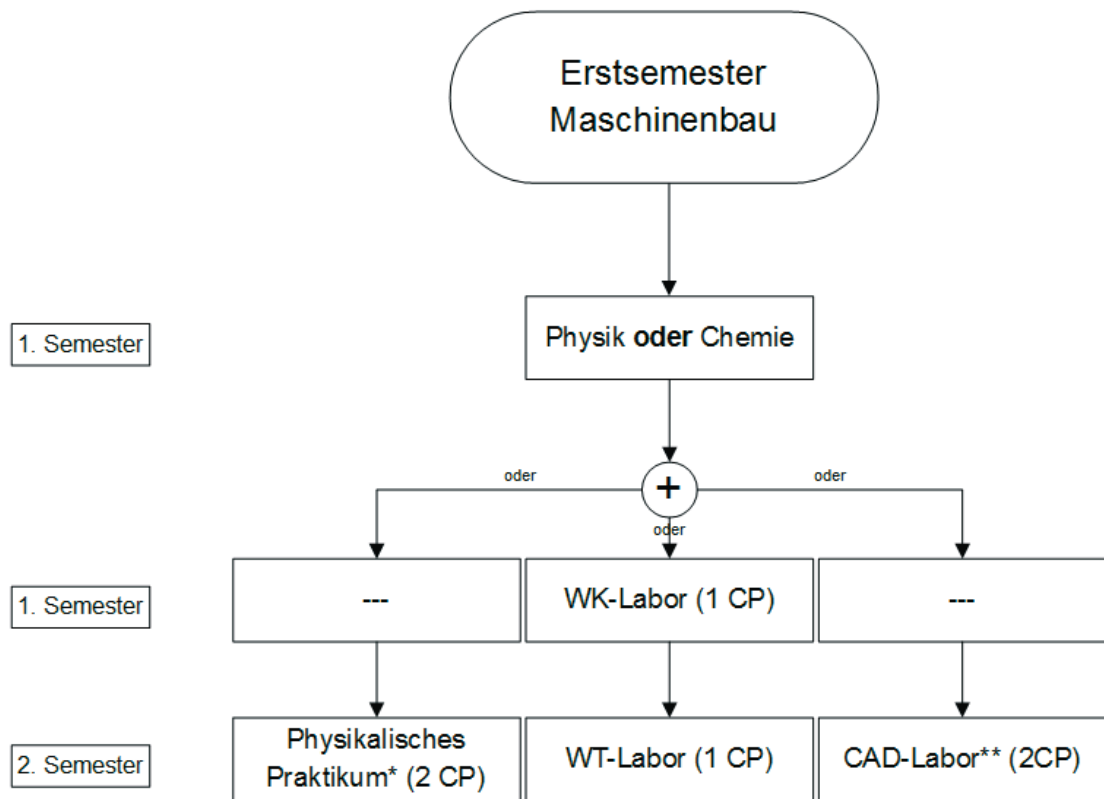 Erstsemester
Maschinenbau
1. Semester
Physik oder Chemie
oder
+
oder
oder
1. Semester
---
WK-Labor (1 CP)
---
2. Semester
Physikalisches
Praktikum* (2 CP)
WT-Labor (1 CP)
CAD-Labor** (2CP)